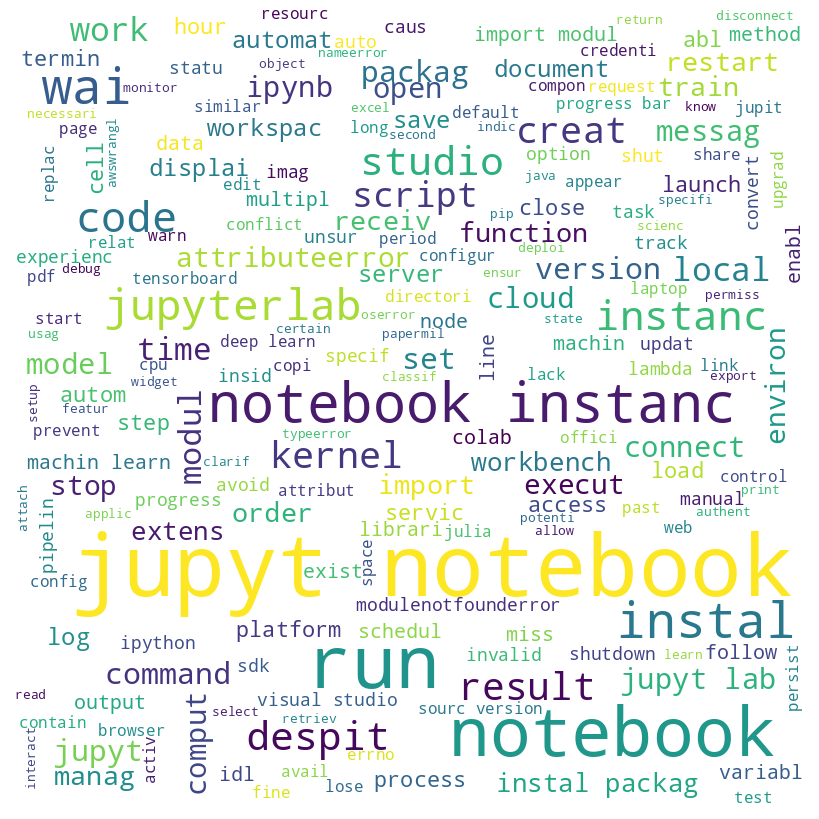 resourc
caus
return
disconnect
work
hour
automat
auto
nameerror
import modul
credenti
abl
method
termin
statu
object
packag
open
document
compon
request
restart
train
wai
monitor
ipynb
similar
necessari
page
workspac
excel
long
save
second
default
indic
progress bar
creat
know
jupit
messag
replac
cell
awswrangl
data
displai
imag
studio
option
shut
share
upgrad
convert
edit
multipl
script
java
appear
launch
specifi
code
conflict
receiv
pip
close
task
relat
warn
unsur
period
function
deploi
scienc
track
enabl
experienc
attributeerror
configur
version
local
pdf
debug
tensorboard
server
ensur
directori
cloud
laptop
permiss
start
jupyterlab
oserror
node
state
instanc
usag
certain
papermil
time
deep learn
set
line
machin
updat
environ
model
cpu
copi
specif
insid
widget
classif
lack
lambda
link
export
setup
autom
featur
notebook instanc
modul
step
prevent
typeerror
colab
offici
connect
machin learn
clarif
kernel
workbench
load
control
attach
stop
progress
avoid
attribut
import
execut
access
past
manual
print
pipelin
applic
extens
order
servic
librari
julia
potenti
allow
web
authent
jupyt notebook
config
exist
space
modulenotfounderror
instal
log
ipython
platform
schedul
miss
run
invalid
shutdown
learn
follow
persist
command
sdk
result
jupyt lab
read
output
comput
select
visual studio
sourc version
contain
browser
retriev
despit
notebook
interact
jupyt
activ
errno
manag
idl
avail
lose
process
instal packag
variabl
fine
test